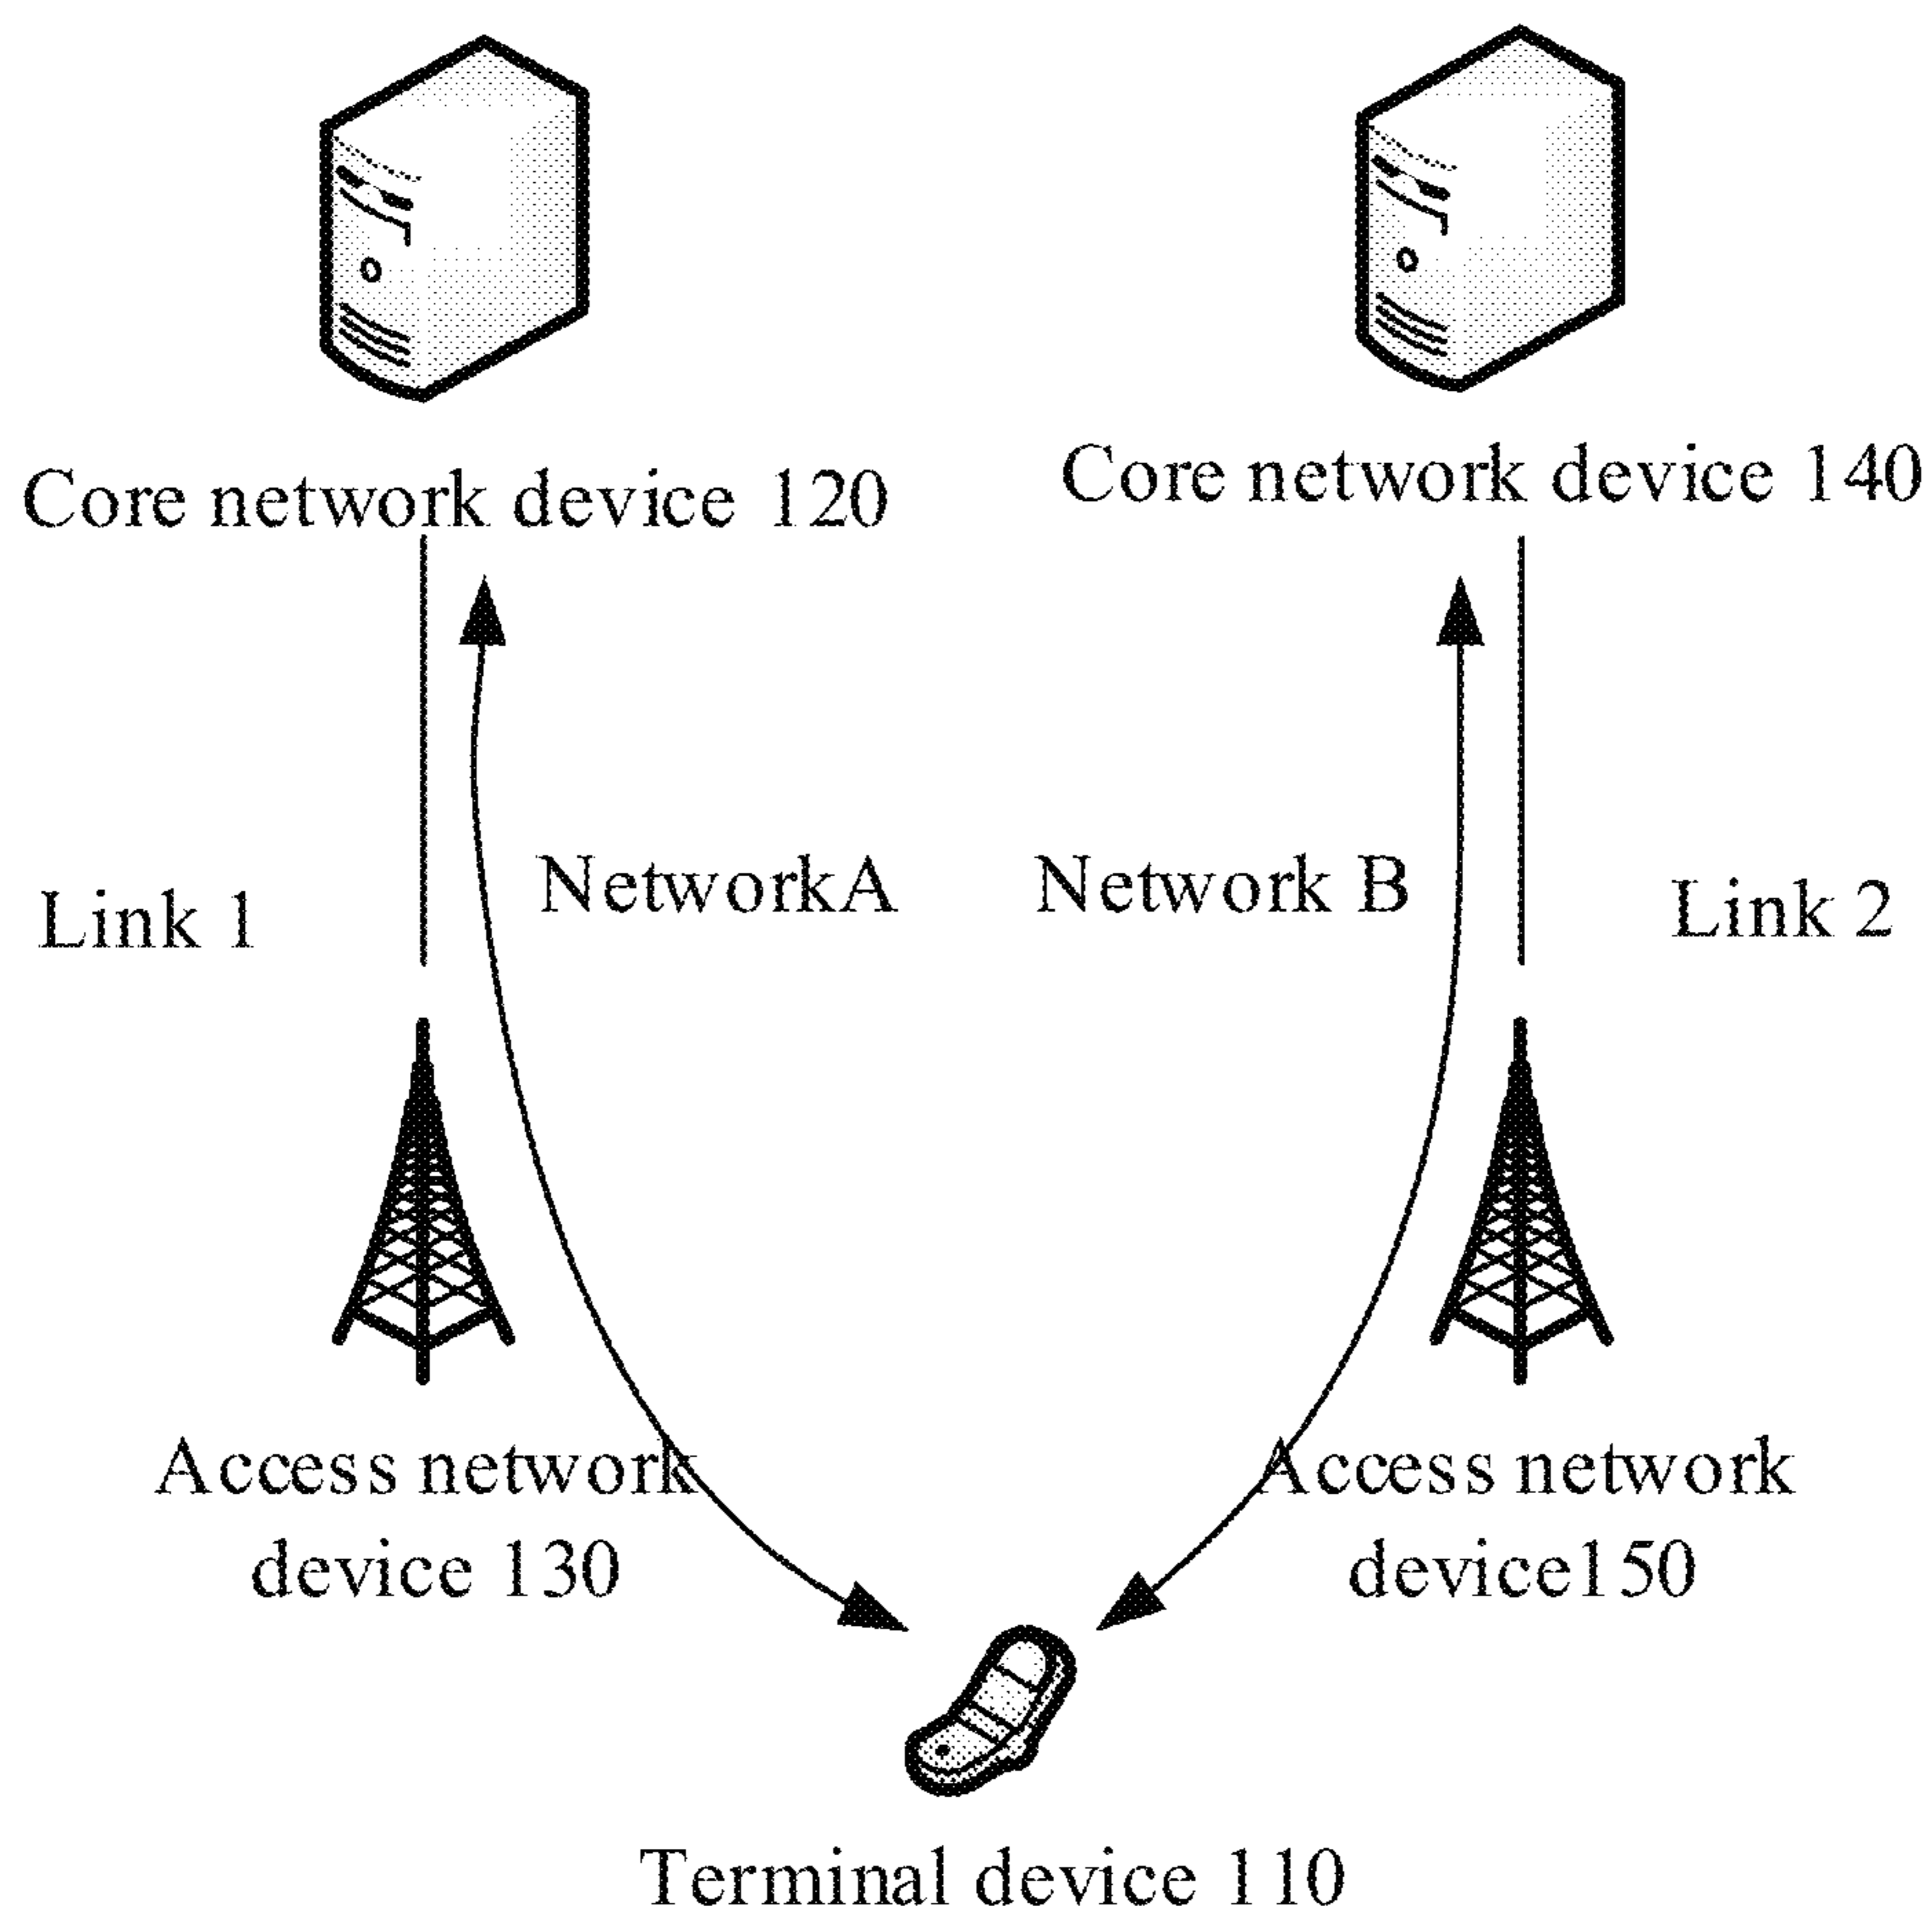 Core network device 120
Core network device 140
Link 1
NetworkA
Network B
Link 2
Access network
device 130
Access network
device150
Terminal device 110